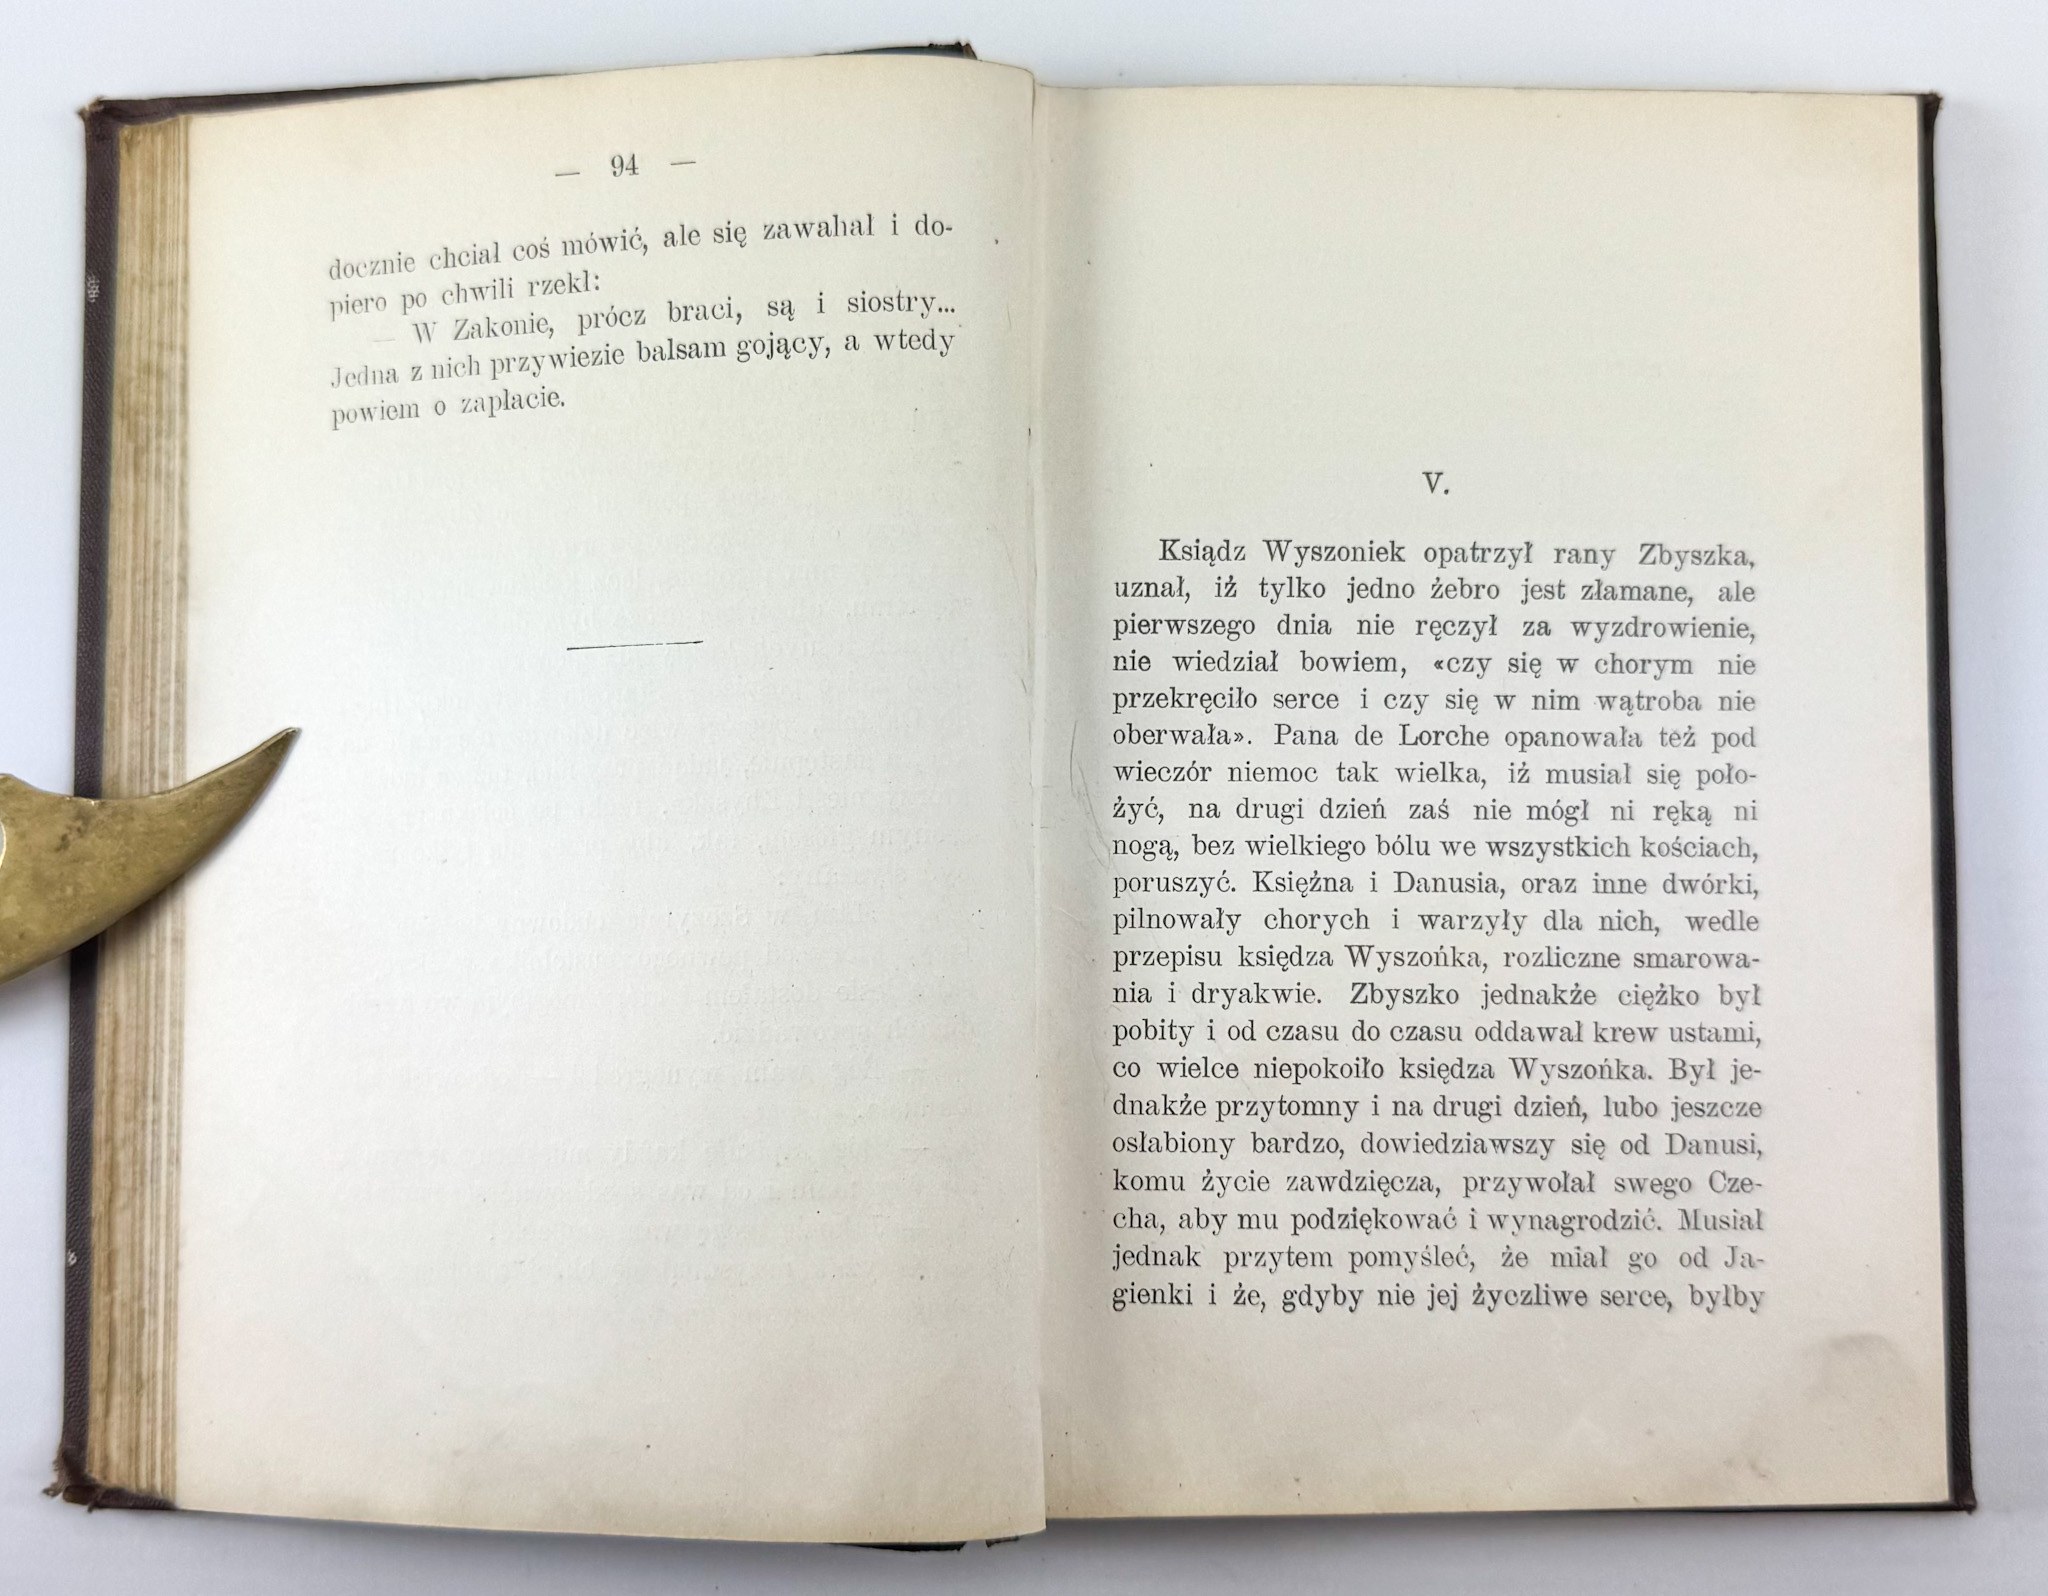 — 94 —
docznie chciał coś mówić, ale się zawahał i do-
piero po chwili rzekł:
— W Zakonie, prócz braci, są i siostry...
Jedna z nich przywiezie balsam gojący, a wtedy
powiem o zapłacie.
V.
Ksiądz Wyszoniek opatrzył rany Zbyszka,
uznał, iż tylko jedno żebro jest złamane, ale
pierwszego dnia nie ręczył za wyzdrowienie,
nie wiedział bowiem, «czy się w chorym nie
przekręciło serce i czy się w nim wątroba nie
oberwała». Pana de Lorche opanowała też pod
wieczór niemoc tak wielka, iż musiał się poło-
żyć, na drugi dzień zaś nie mógł ni ręką ni
nogą, bez wielkiego bólu we wszystkich kościach,
poruszyć. Księżna i Danusia, oraz inne dwórki,
pilnowały chorych i warzyły dla nich, wedle
przepisu księdza Wyszońka, rozliczne smarowa-
nia i dryakwie. Zbyszko jednakże ciężko był
pobity i od czasu do czasu oddawał krew ustami,
co wielce niepokoiło księdza Wyszońka. Był je-
dnakże przytomny i na drugi dzień, lubo jeszcze
osłabiony bardzo, dowiedziawszy się od Danusi,
komu życie zawdzięcza, przywołał swego Cze-
cha, aby mu podziękować i wynagrodzić. Musiał
jednak przytem pomyśleć, że miał go od Ja-
gienki i że, gdyby nie jej życzliwe serce, byłby